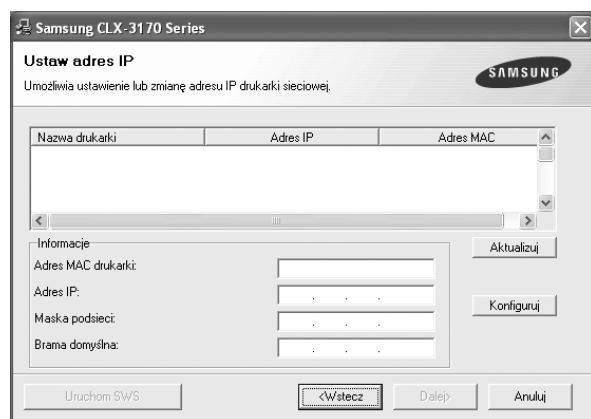 Samsung CLX-3170 Series
Ustaw adres IP
Umożliwia ustawienie lub zmianę adresu IP drukarki sieciowej.
SAMSUNG
Nazwa drukarki Adres IP Adres MAC
Informacje
Aktualizuj
Adres MAC drukarki:
Adres IP: . . .
Konfiguruj
Maska podsieci: . . .
Brama domyślna: . . .
Uruchom SWS <Wstecz Dalej> Anuluj